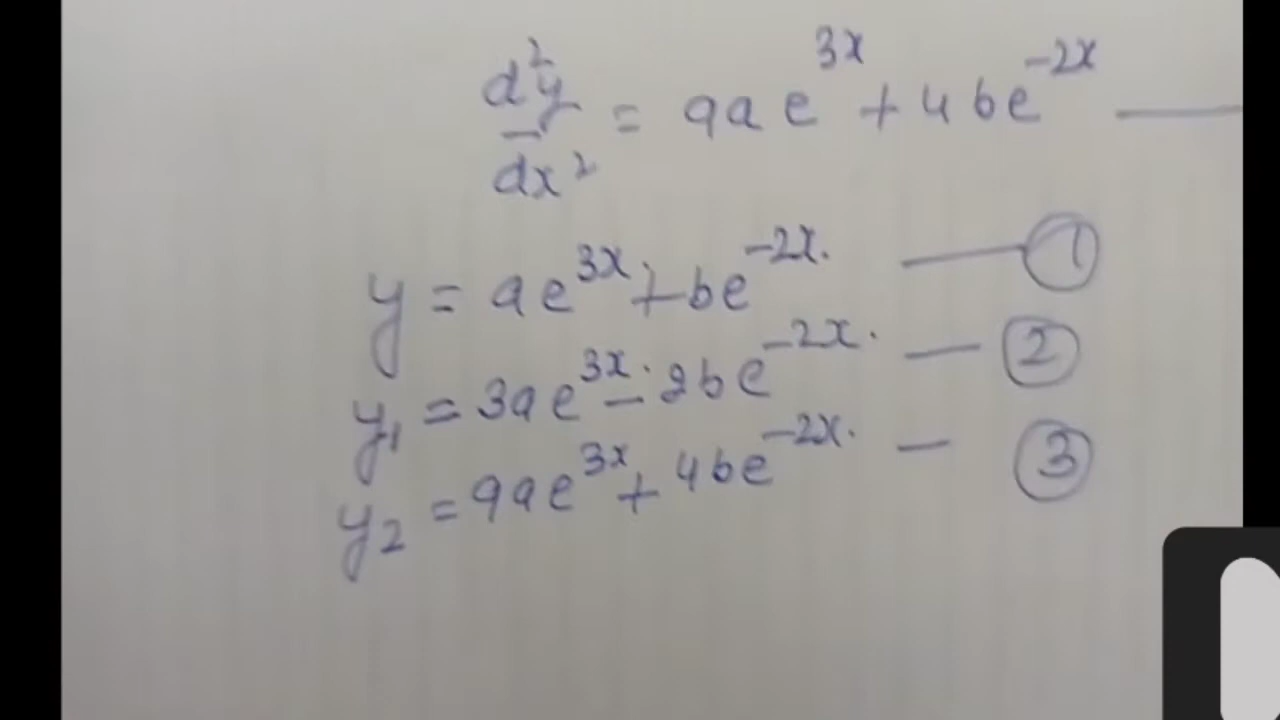 d²y/dx² = 9ae^3x + 4be^-2x —
y = ae^3x + be^-2x. — ①
y₁ = 3ae^3x. - 2be^-2x. — ②
y₂ = 9ae^3x + 4be^-2x. — ③